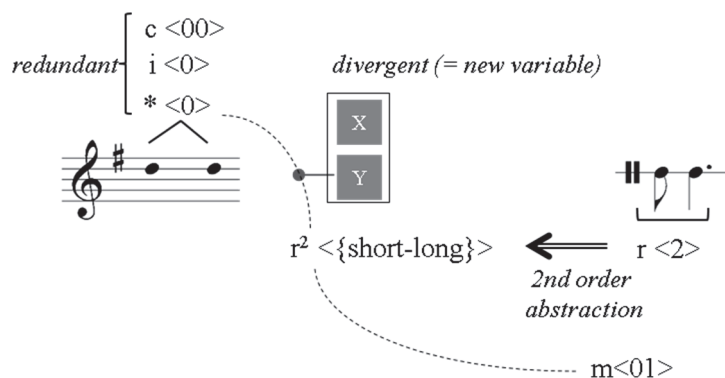 c <00>
redundant
i <0>
* <0>
divergent (= new variable)
X
Y
r² <{short-long}>
r <2>
2nd order
abstraction
m<01>